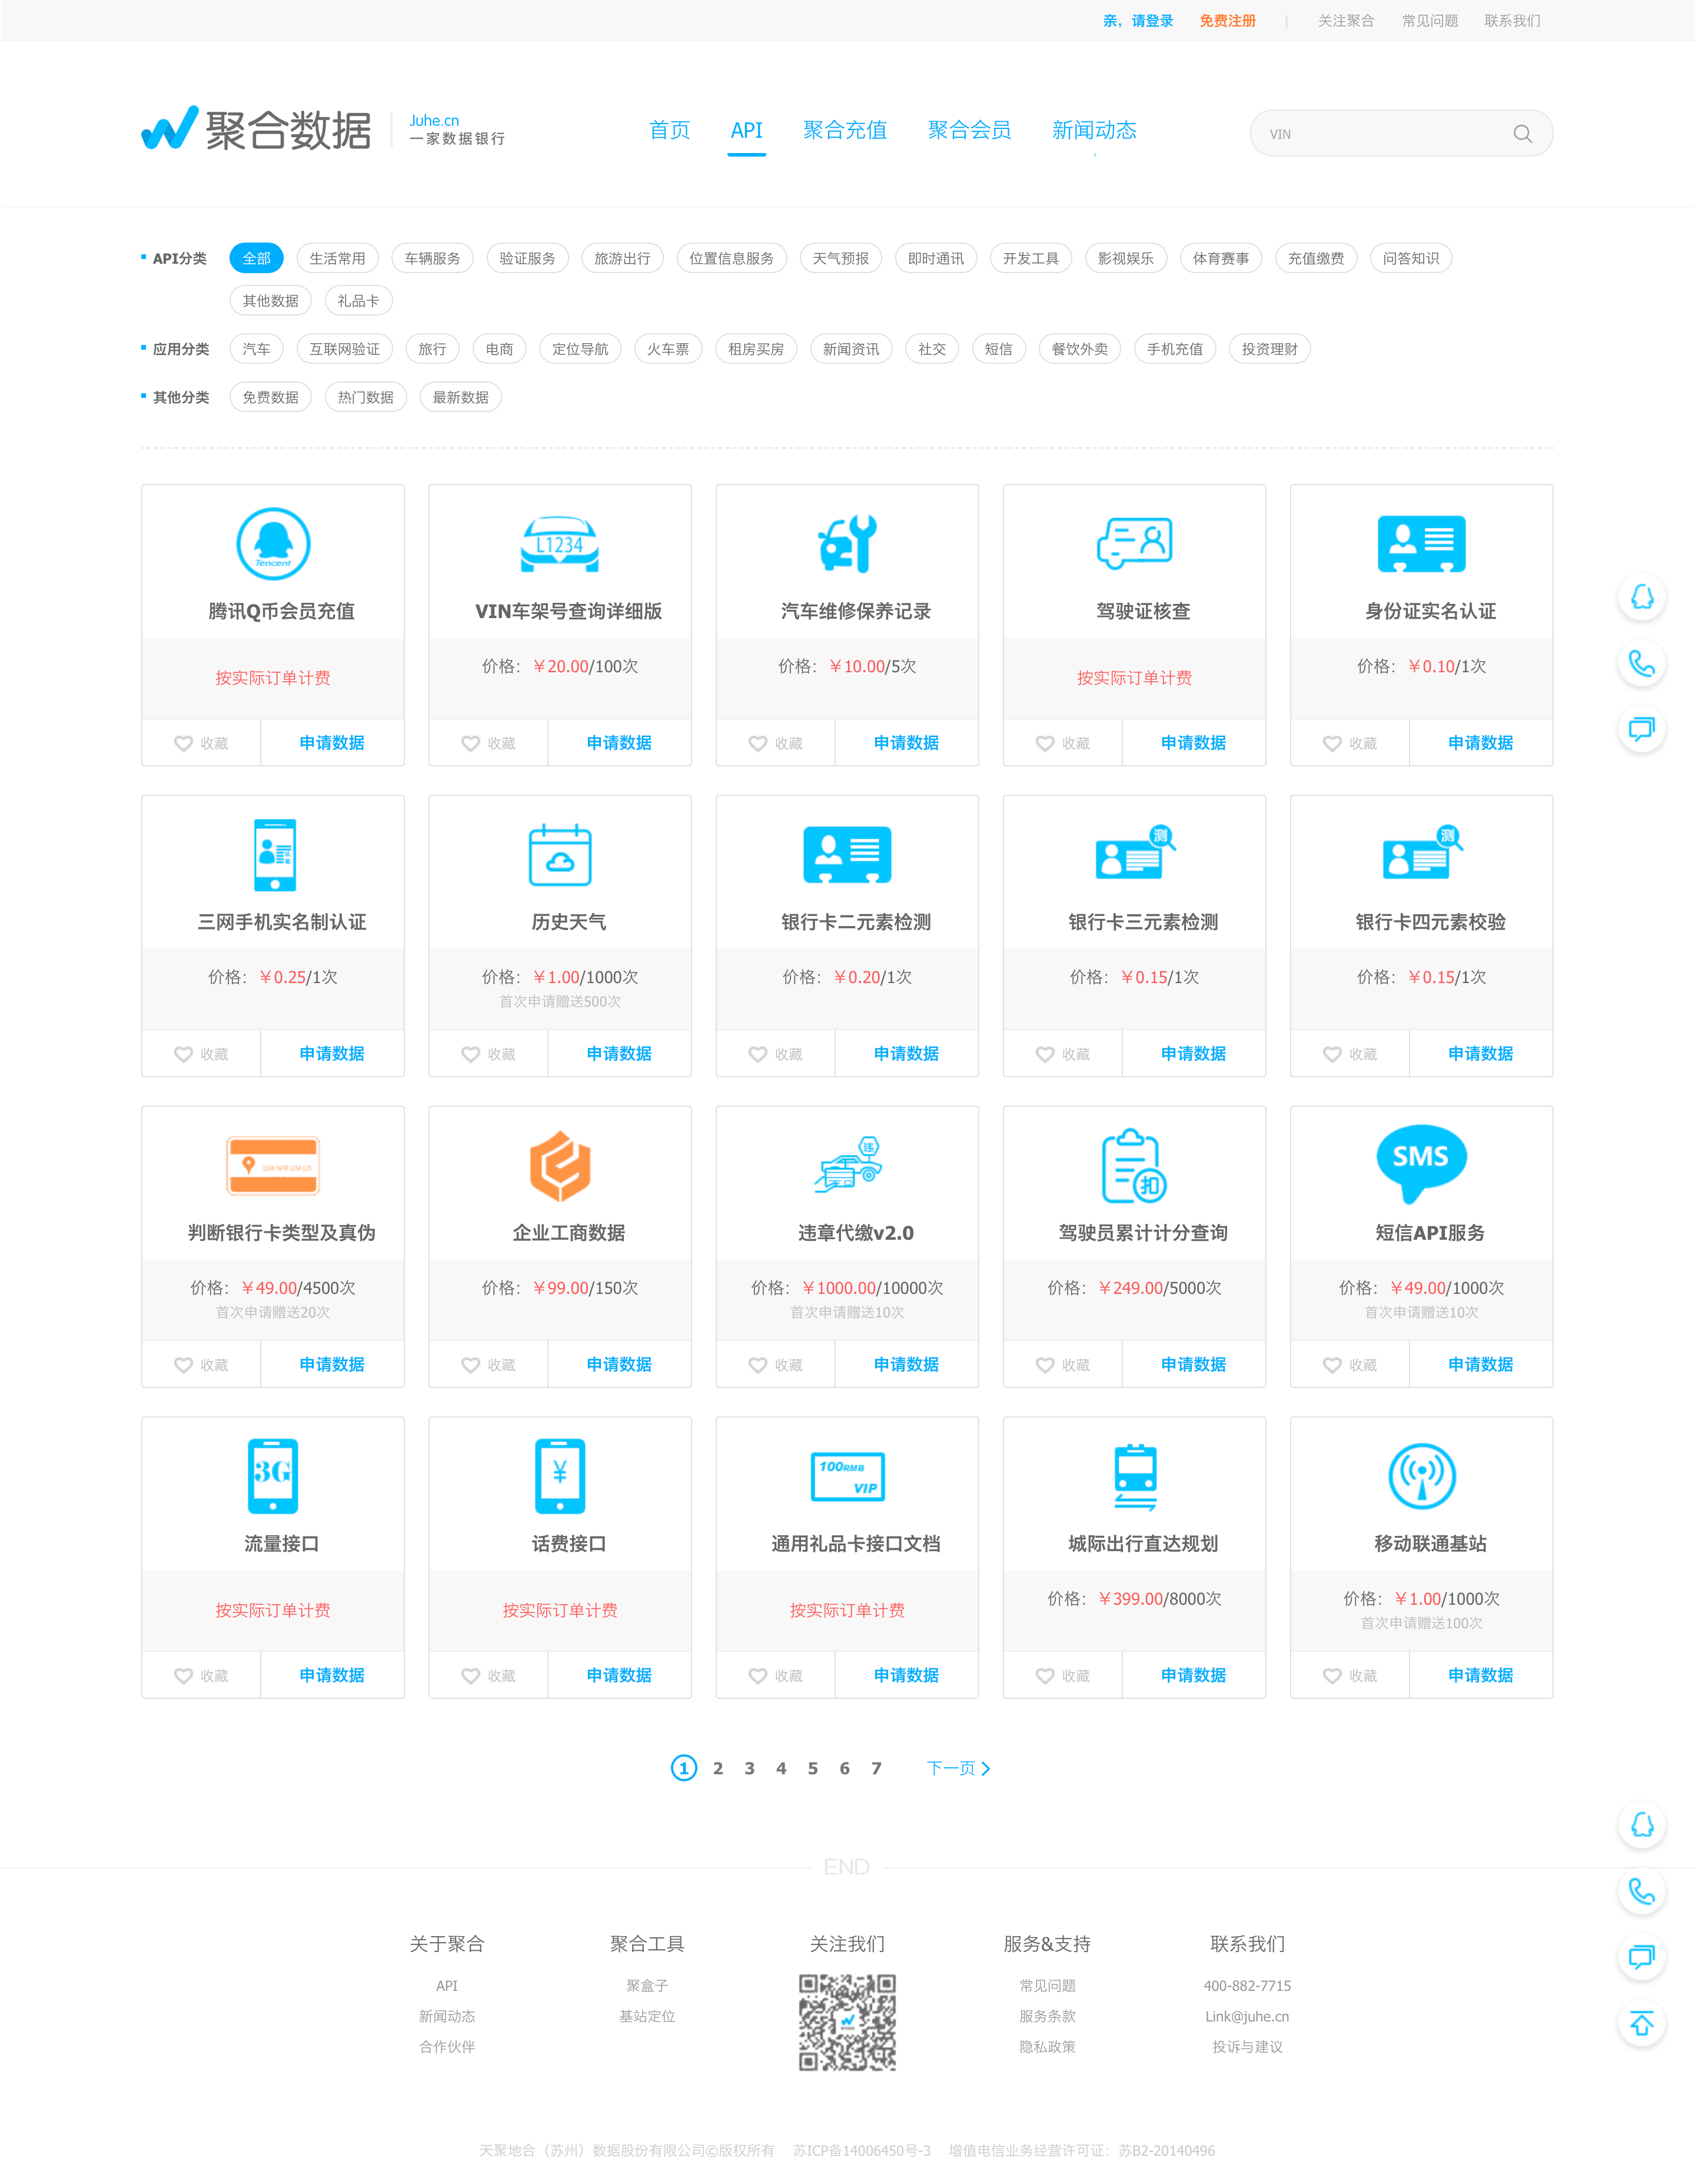 亲，请登录 免费注册 | 关注聚合 常见问题 联系我们
聚合数据 Juhe.cn 一家数据银行
首页 API 聚合充值 聚合会员 新闻动态 VIN
API分类 全部 生活常用 车辆服务 验证服务 旅游出行 位置信息服务 天气预报 即时通讯 开发工具 影视娱乐 体育赛事 充值缴费 问答知识
其他数据 礼品卡
应用分类 汽车 互联网验证 旅行 电商 定位导航 火车票 租房买房 新闻资讯 社交 短信 餐饮外卖 手机充值 投资理财
其他分类 免费数据 热门数据 最新数据
Tencent L1234
腾讯Q币会员充值 VIN车架号查询详细版 汽车维修保养记录 驾驶证核查 身份证实名认证
按实际订单计费 价格：￥20.00/100次 价格：￥10.00/5次 按实际订单计费 价格：￥0.10/1次
收藏 申请数据 收藏 申请数据 收藏 申请数据 收藏 申请数据 收藏 申请数据
测 测
三网手机实名制认证 历史天气 银行卡二元素检测 银行卡三元素检测 银行卡四元素校验
价格：￥0.25/1次 价格：￥1.00/1000次 价格：￥0.20/1次 价格：￥0.15/1次 价格：￥0.15/1次
首次申请赠送500次
收藏 申请数据 收藏 申请数据 收藏 申请数据 收藏 申请数据 收藏 申请数据
违 扣 SMS
判断银行卡类型及真伪 企业工商数据 违章代缴v2.0 驾驶员累计计分查询 短信API服务
价格：￥49.00/4500次 价格：￥99.00/150次 价格：￥1000.00/10000次 价格：￥249.00/5000次 价格：￥49.00/1000次
首次申请赠送20次 首次申请赠送10次 首次申请赠送10次
收藏 申请数据 收藏 申请数据 收藏 申请数据 收藏 申请数据 收藏 申请数据
3G ¥ 100RMB VIP
流量接口 话费接口 通用礼品卡接口文档 城际出行直达规划 移动联通基站
按实际订单计费 按实际订单计费 按实际订单计费 价格：￥399.00/8000次 价格：￥1.00/1000次
首次申请赠送100次
收藏 申请数据 收藏 申请数据 收藏 申请数据 收藏 申请数据 收藏 申请数据
1 2 3 4 5 6 7 下一页
END
关于聚合 聚合工具 关注我们 服务&支持 联系我们
API 聚盒子 常见问题 400-882-7715
新闻动态 基站定位 服务条款 Link@juhe.cn
合作伙伴 隐私政策 投诉与建议
天聚地合（苏州）数据股份有限公司©版权所有 苏ICP备14006450号-3 增值电信业务经营许可证：苏B2-20140496